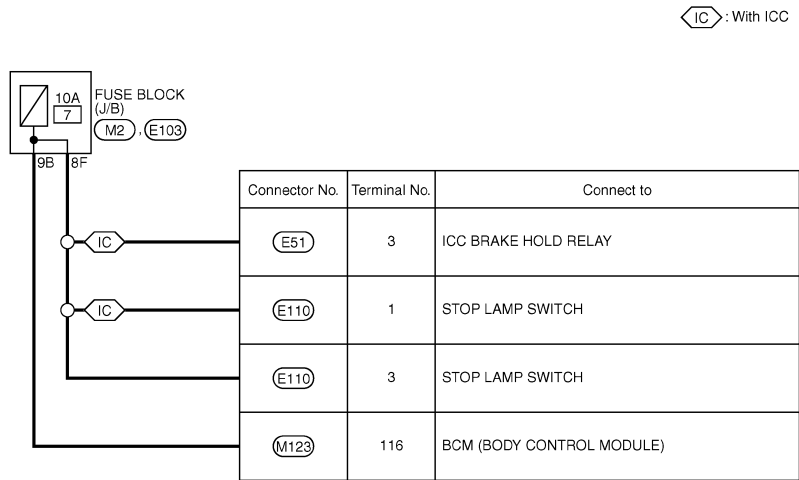 IC : With ICC
10A
7
FUSE BLOCK
(J/B)
M2 , E103
9B 8F
Connector No. Terminal No. Connect to
IC E51 3 ICC BRAKE HOLD RELAY
IC E110 1 STOP LAMP SWITCH
E110 3 STOP LAMP SWITCH
M123 116 BCM (BODY CONTROL MODULE)